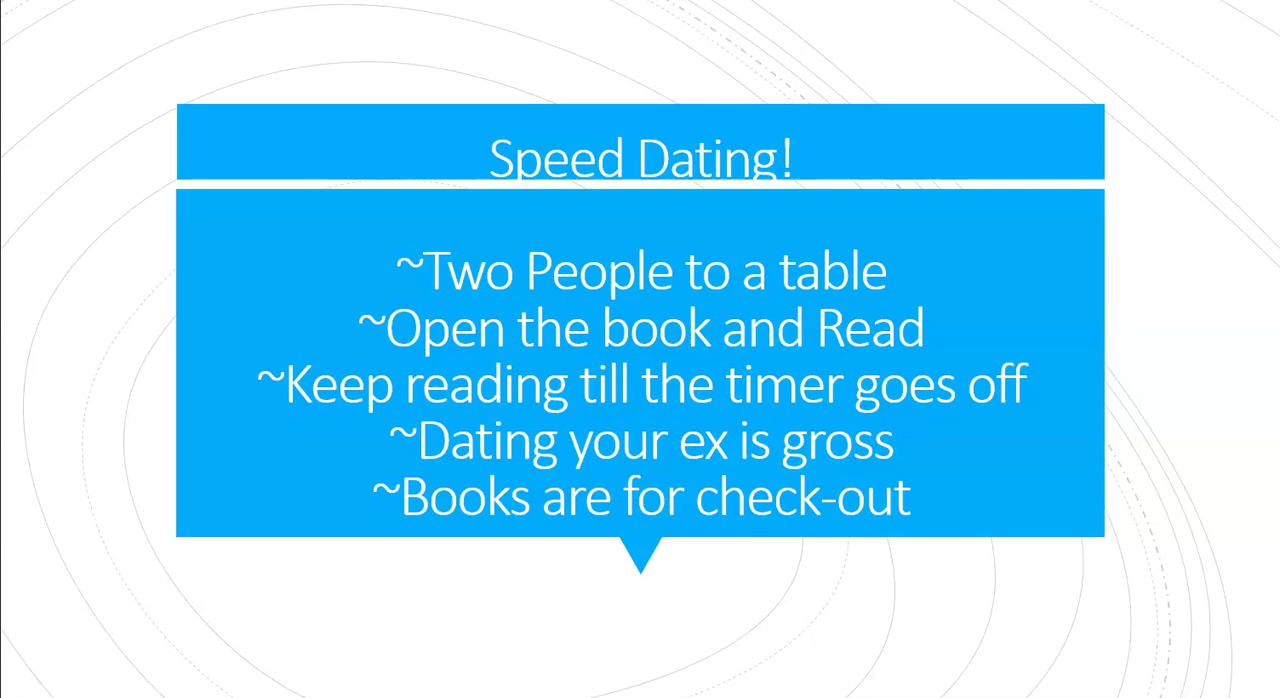 Speed Dating!
~Two People to a table
~Open the book and Read
~Keep reading till the timer goes off
~Dating your ex is gross
~Books are for check-out